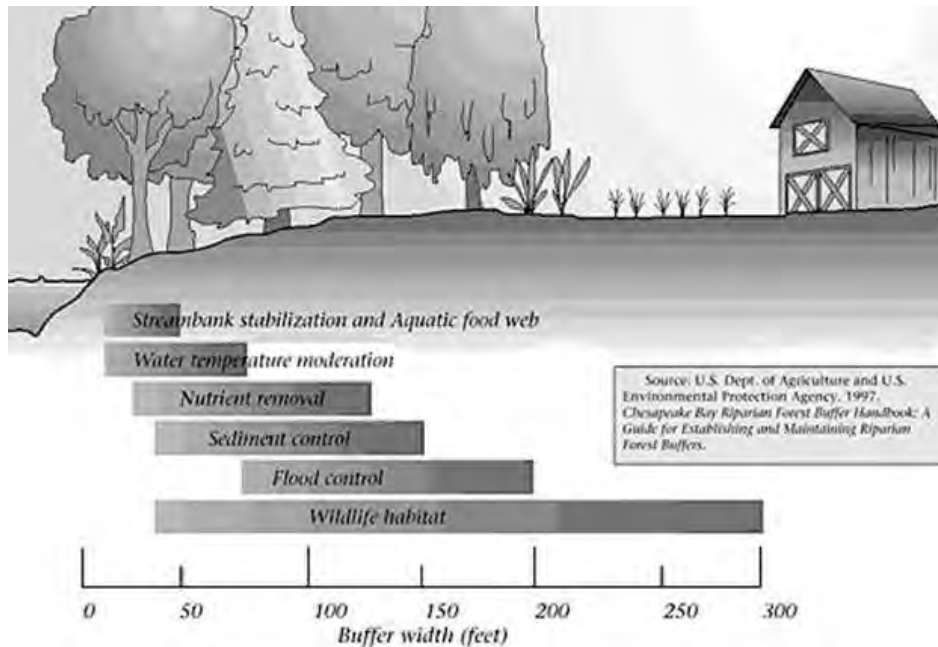 Streambank stabilization and Aquatic food web
Water temperature moderation
Nutrient removal
Sediment control
Flood control
Wildlife habitat
Source: U.S. Dept. of Agriculture and U.S.
Environmental Protection Agency. 1997.
Chesapeake Bay Riparian Forest Buffer Handbook: A
Guide for Establishing and Maintaining Riparian
Forest Buffers.
0 50 100 150 200 250 300
Buffer width (feet)